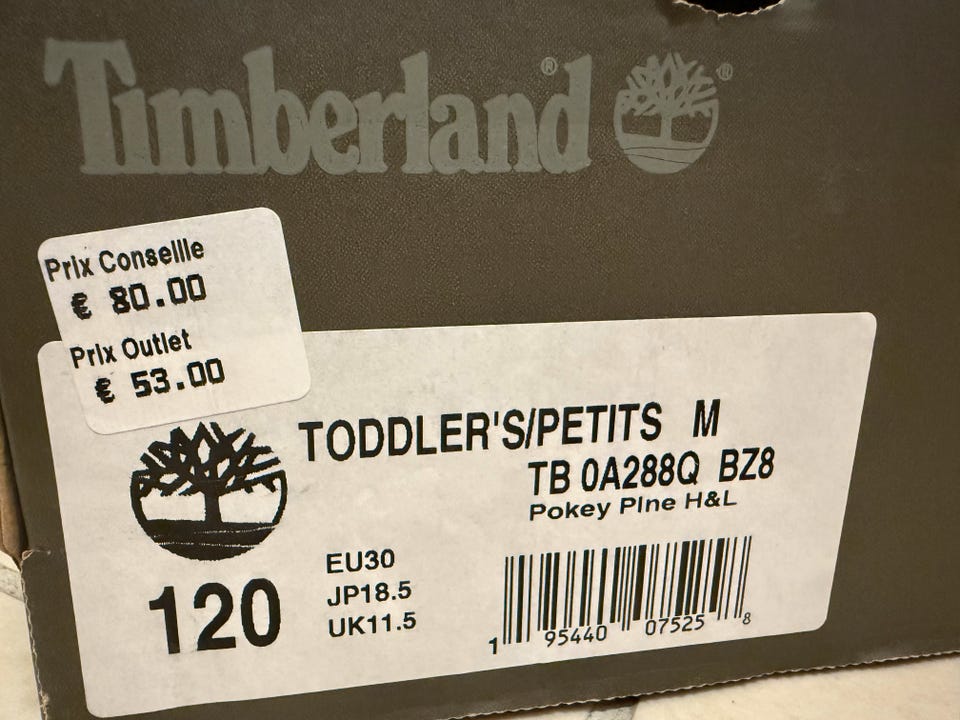 Timberland®
®
Prix Conseille
€ 80.00
Prix Outlet
€ 53.00
TODDLER'S/PETITS M
TB 0A288Q BZ8
Pokey Pine H&L
120
EU30
JP18.5
UK11.5
1 95440 07525 8